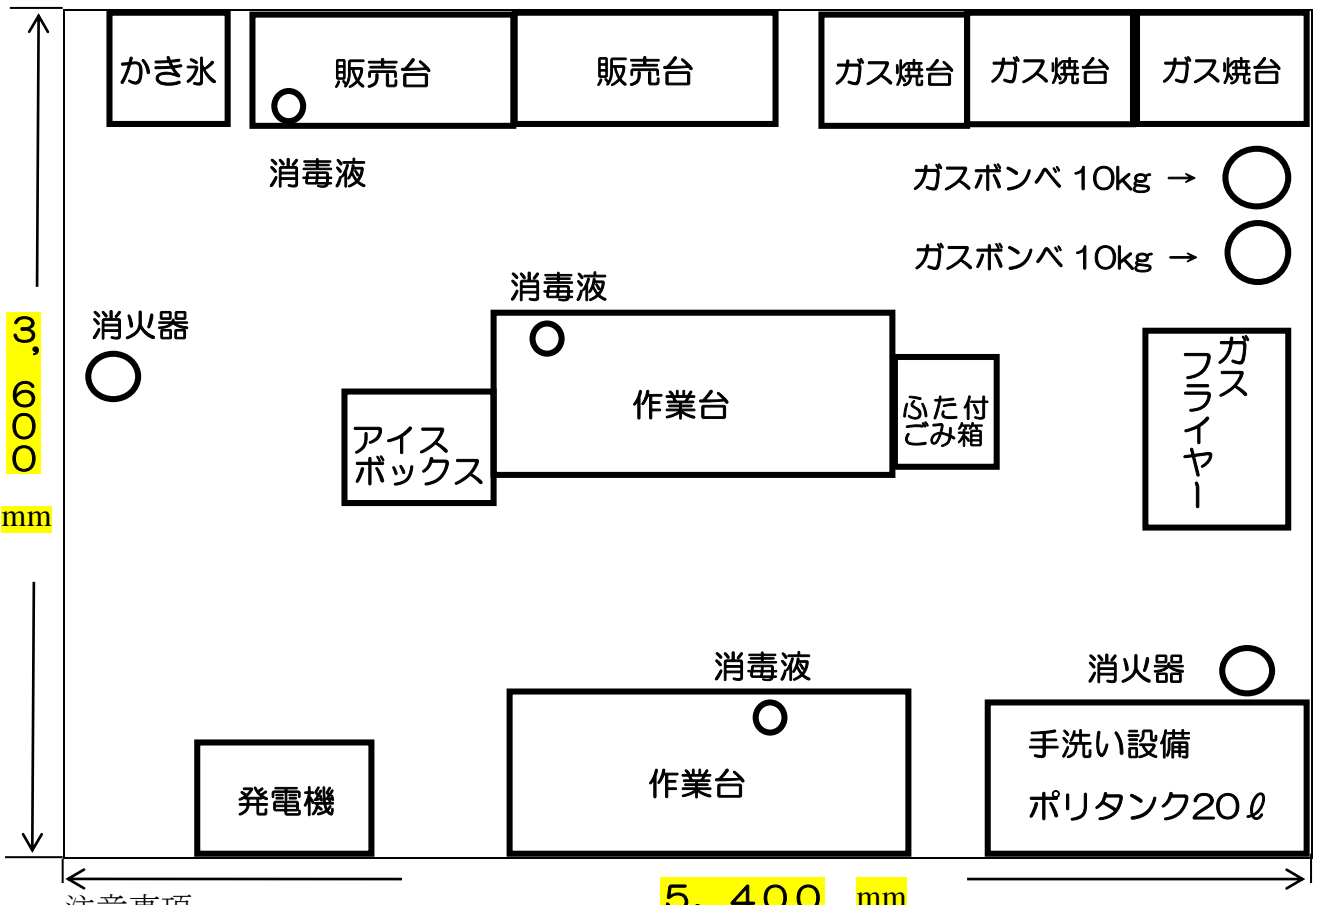 かき氷
販売台
販売台
ガス焼台
ガス焼台
ガス焼台
消毒液
ガスボンベ 10kg →
ガスボンベ 10kg →
消毒液
消火器
3,600
mm
作業台
アイス
ボックス
ふた付
ごみ箱
ガス
フライヤー
消毒液
消火器
作業台
発電機
手洗い設備
ポリタンク20ℓ
5,400 mm
注意事項